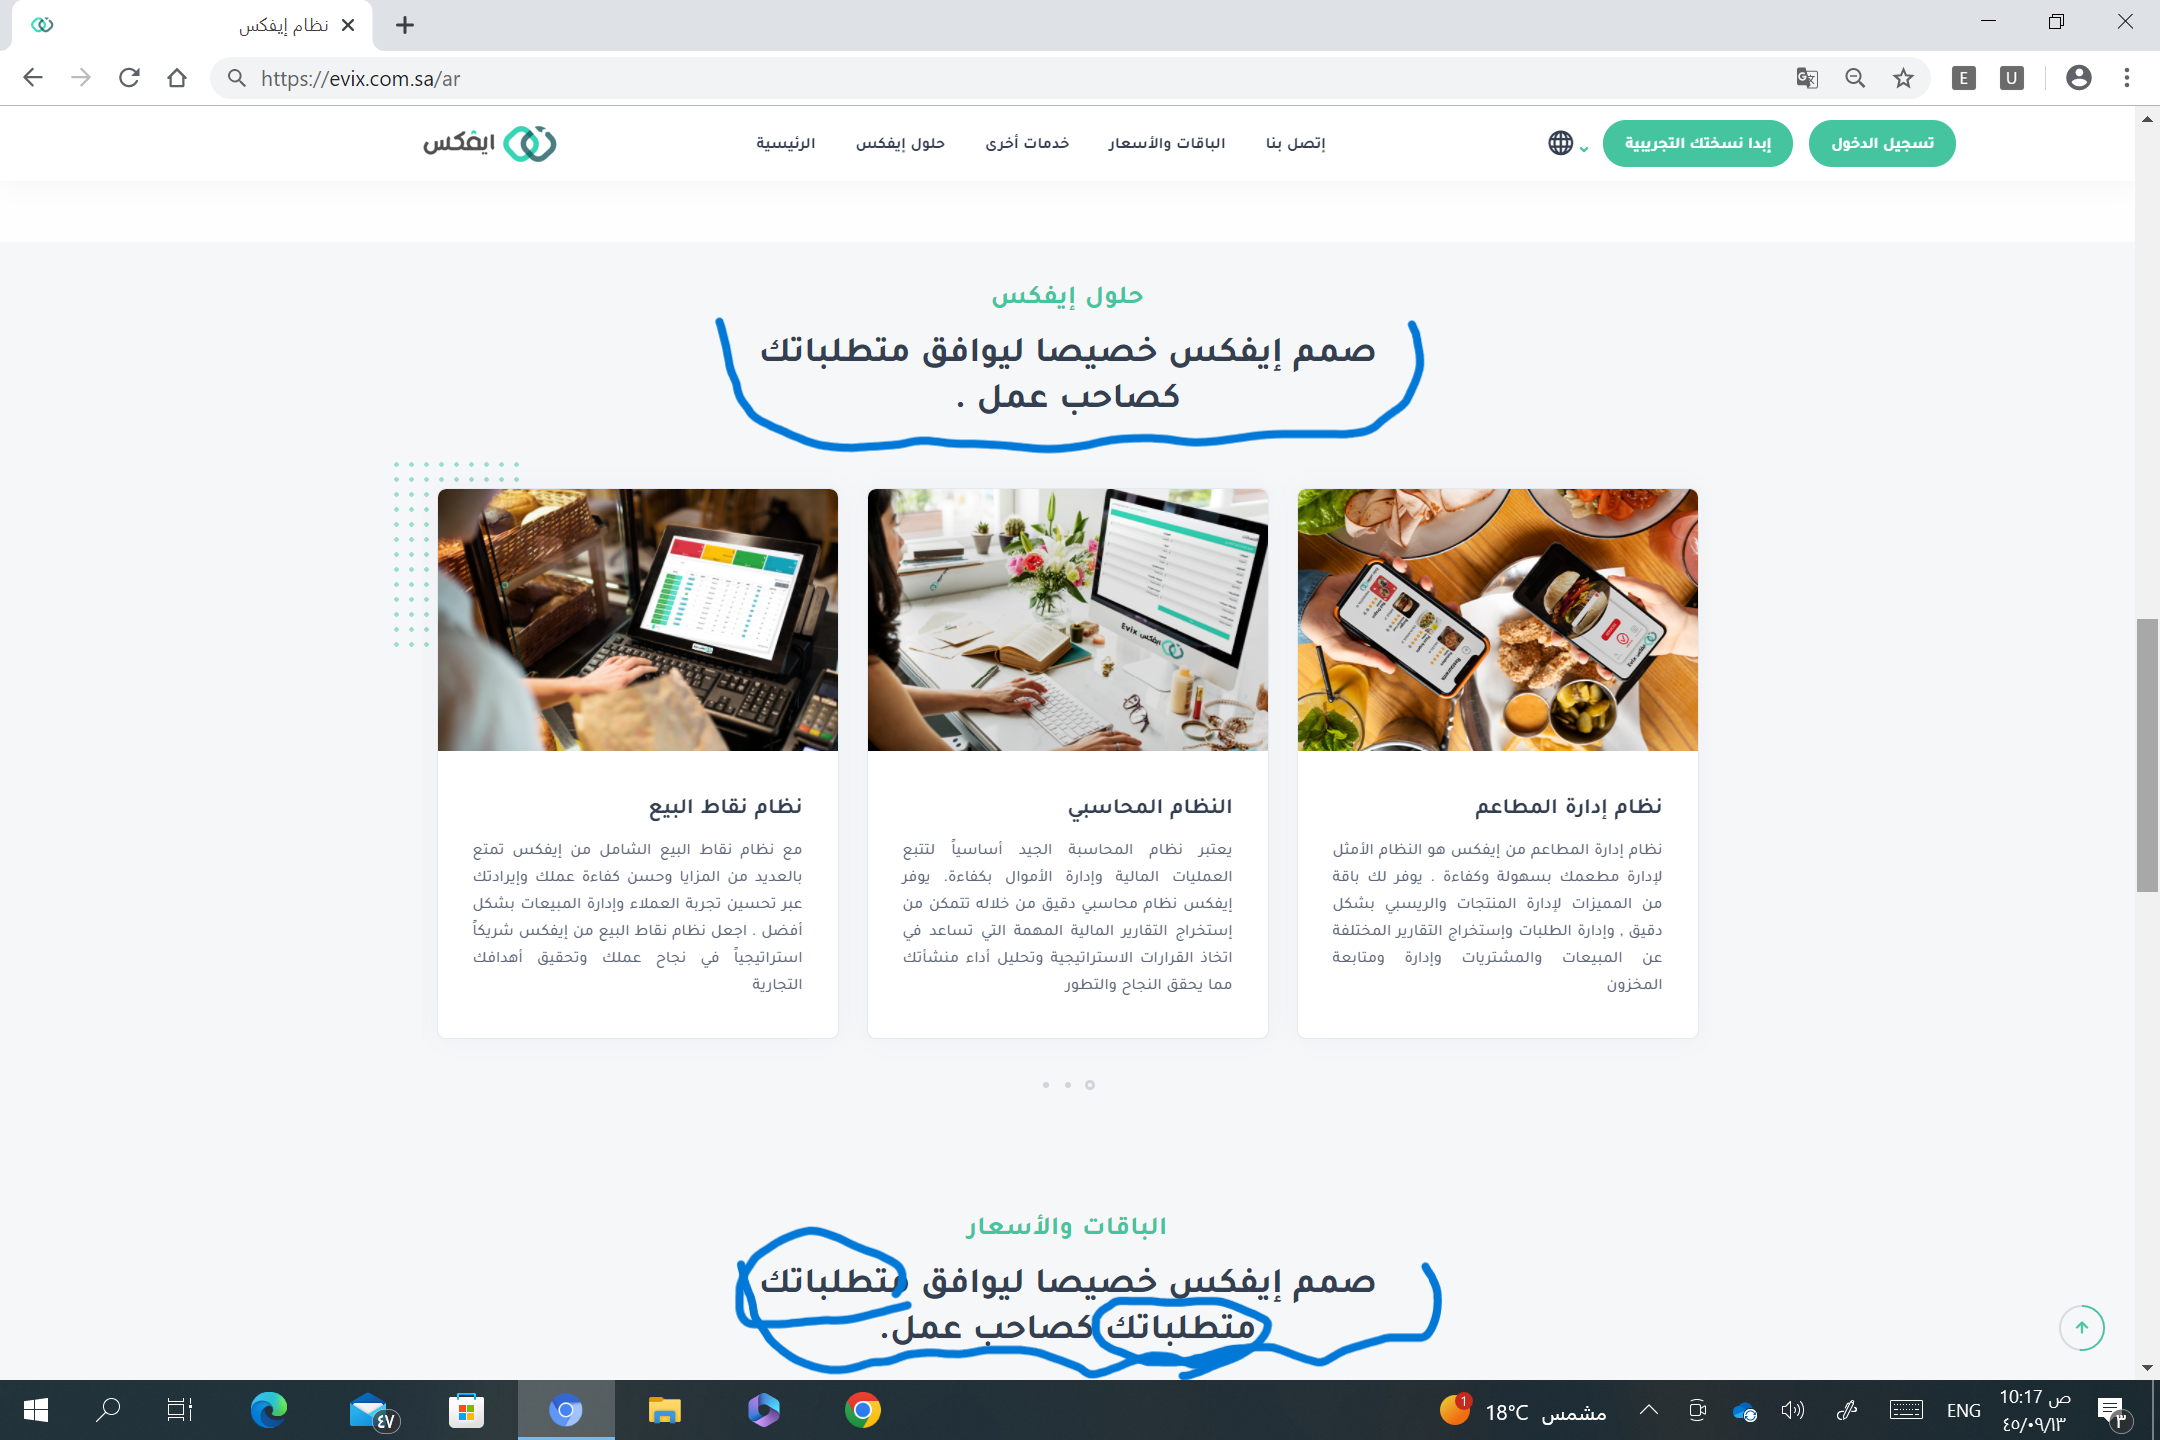 نظام إيفكس
https://evix.com.sa/ar
E
U
ايفكس
الرئيسية
حلول إيفكس
خدمات أخرى
الباقات والأسعار
إتصل بنا
إبدا نسختك التجريبية
تسجيل الدخول
حلول إيفكس
صمم إيفكس خصيصا ليوافق متطلباتك
كصاحب عمل .
نظام إدارة المطاعم
نظام إدارة المطاعم من إيفكس هو النظام الأمثل
لإدارة مطعمك بسهولة وكفاءة . يوفر لك باقة
من المميزات لإدارة المنتجات والريسبي بشكل
دقيق , وإدارة الطلبات وإستخراج التقارير المختلفة
عن المبيعات والمشتريات وإدارة ومتابعة
المخزون
Evix ايفكس
النظام المحاسبي
يعتبر نظام المحاسبة الجيد أساسياً لتتبع
العمليات المالية وإدارة الأموال بكفاءة. يوفر
إيفكس نظام محاسبي دقيق من خلاله تتمكن من
إستخراج التقارير المالية المهمة التي تساعد في
اتخاذ القرارات الاستراتيجية وتحليل أداء منشأتك
مما يحقق النجاح والتطور
نظام نقاط البيع
مع نظام نقاط البيع الشامل من إيفكس تمتع
بالعديد من المزايا وحسن كفاءة عملك وإيرادتك
عبر تحسين تجربة العملاء وإدارة المبيعات بشكل
أفضل . اجعل نظام نقاط البيع من إيفكس شريكاً
استراتيجياً في نجاح عملك وتحقيق أهدافك
التجارية
الباقات والأسعار
صمم إيفكس خصيصا ليوافق متطلباتك
متطلباتك كصاحب عمل.
٤٧
1
18°C مشمس
ENG
10:17 ص
٤٥/٠٩/١٣
٣